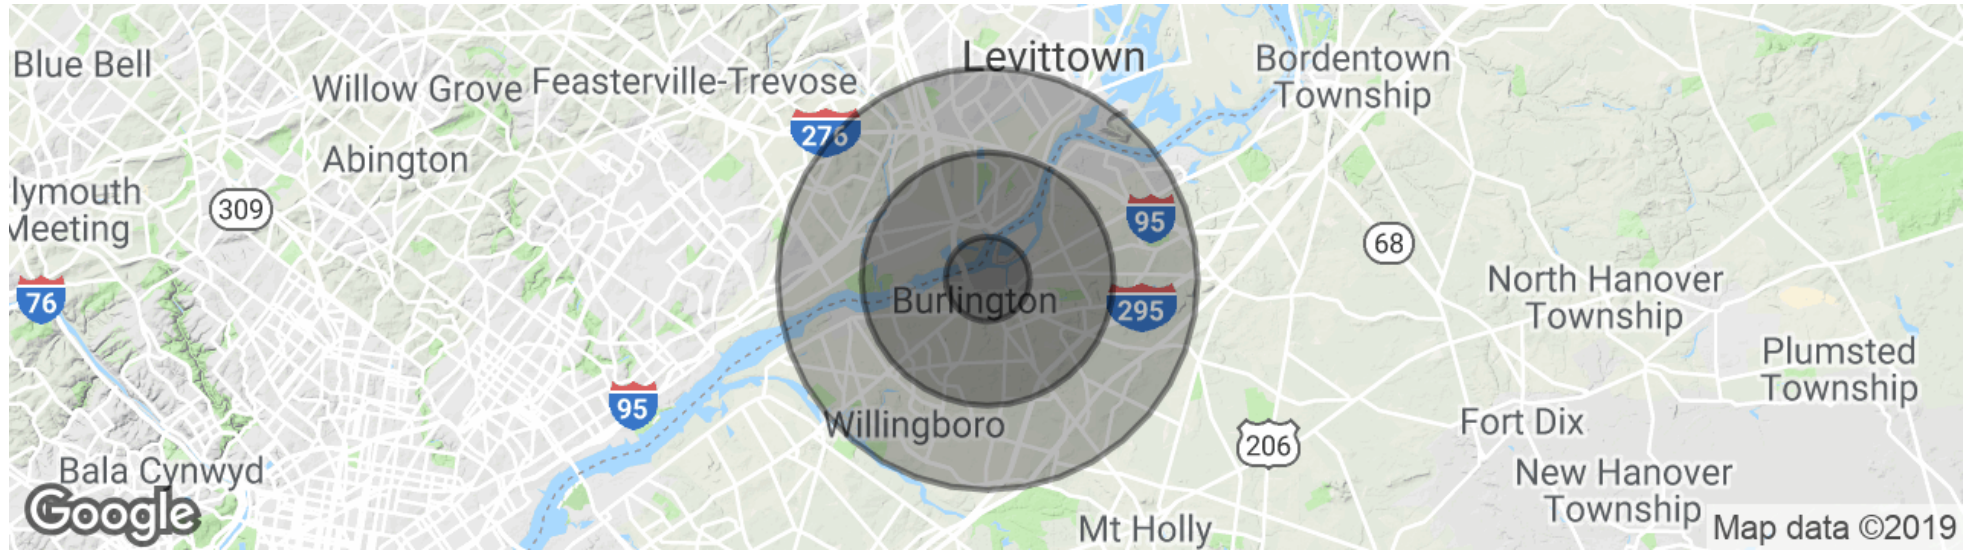 Levittown
Blue Bell
Bordentown
Township
Willow Grove
Feasterville-Trevose
276
Abington
lymouth
Meeting
309
95
68
76
Burlington
295
North Hanover
Township
Plumsted
Township
95
Willingboro
206
Fort Dix
Bala Cynwyd
New Hanover
Township
Google
Mt Holly
Map data ©2019